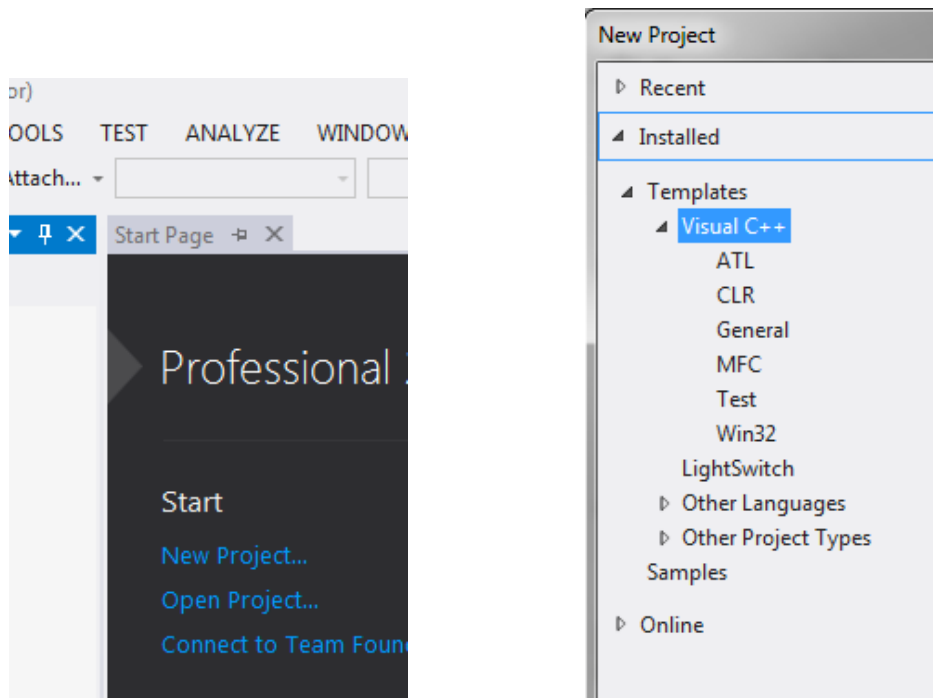 or)
OOLS TEST ANALYZE WINDOW
Attach...
Start Page
Professional
Start
New Project...
Open Project...
Connect to Team Foun
New Project
Recent
Installed
Templates
Visual C++
ATL
CLR
General
MFC
Test
Win32
LightSwitch
Other Languages
Other Project Types
Samples
Online